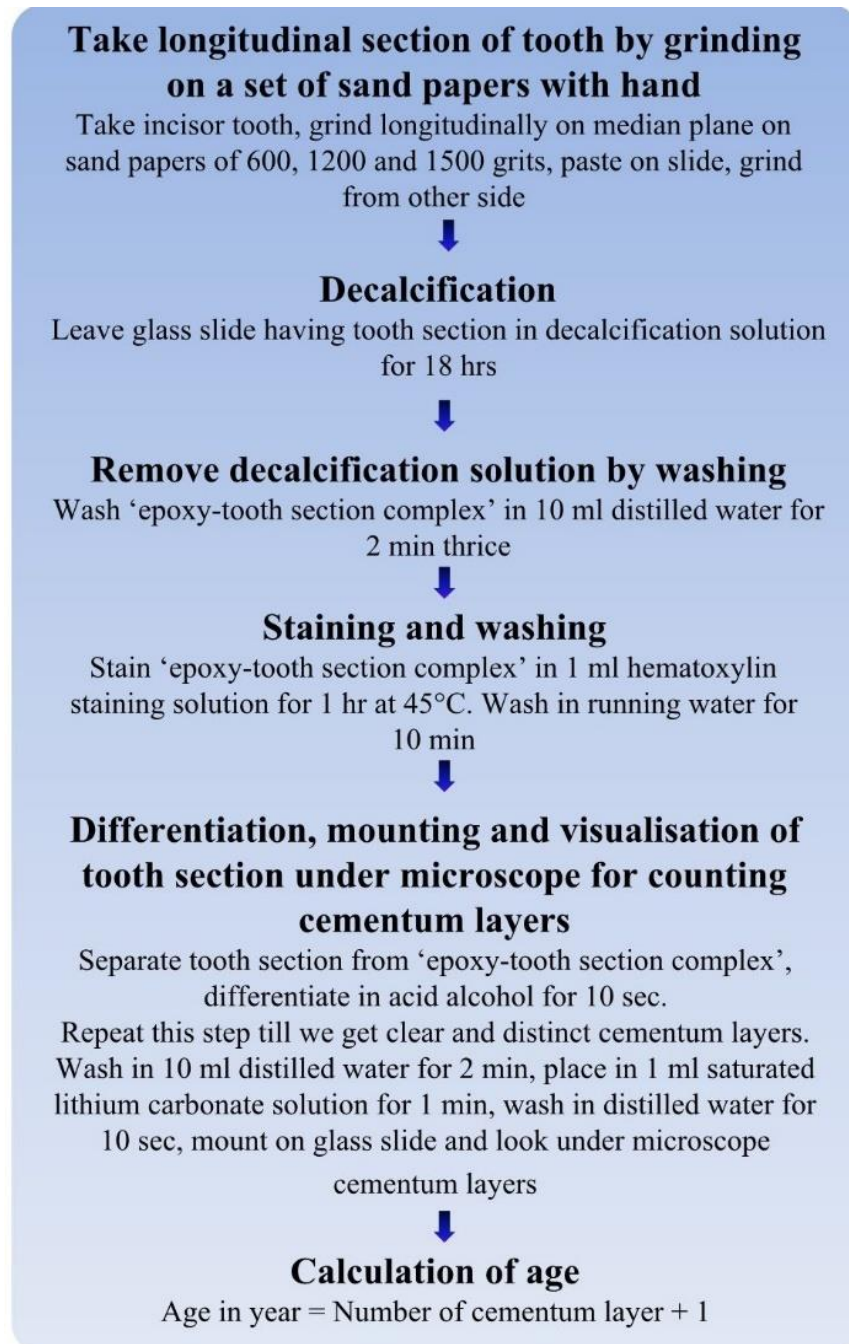 Take longitudinal section of tooth by grinding
on a set of sand papers with hand
Take incisor tooth, grind longitudinally on median plane on
sand papers of 600, 1200 and 1500 grits, paste on slide, grind
from other side
Decalcification
Leave glass slide having tooth section in decalcification solution
for 18 hrs
Remove decalcification solution by washing
Wash ‘epoxy-tooth section complex’ in 10 ml distilled water for
2 min thrice
Staining and washing
Stain ‘epoxy-tooth section complex’ in 1 ml hematoxylin
staining solution for 1 hr at 45°C. Wash in running water for
10 min
Differentiation, mounting and visualisation of
tooth section under microscope for counting
cementum layers
Separate tooth section from ‘epoxy-tooth section complex’,
differentiate in acid alcohol for 10 sec.
Repeat this step till we get clear and distinct cementum layers.
Wash in 10 ml distilled water for 2 min, place in 1 ml saturated
lithium carbonate solution for 1 min, wash in distilled water for
10 sec, mount on glass slide and look under microscope
cementum layers
Calculation of age
Age in year = Number of cementum layer + 1